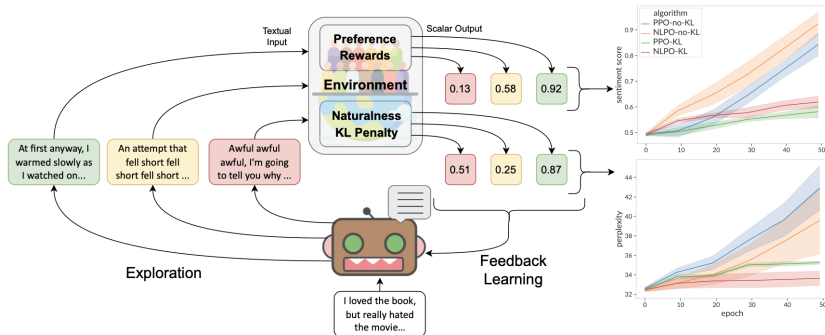 Textual
Input
Preference
Rewards
Environment
Naturalness
KL Penalty
Scalar Output
0.13
0.58
0.92
0.51
0.25
0.87
At first anyway, I
warmed slowly as
I watched on...
An attempt that
fell short fell
short fell short ...
Awful awful
awful, I'm going
to tell you why ...
Exploration
Feedback
Learning
I loved the book,
but really hated
the movie...
algorithm
PPO-no-KL
NLPO-no-KL
PPO-KL
NLPO-KL
sentiment score
0.9
0.8
0.7
0.6
0.5
0
10
20
30
40
50
perplexity
44
42
40
38
36
34
32
0
10
20
30
40
50
epoch